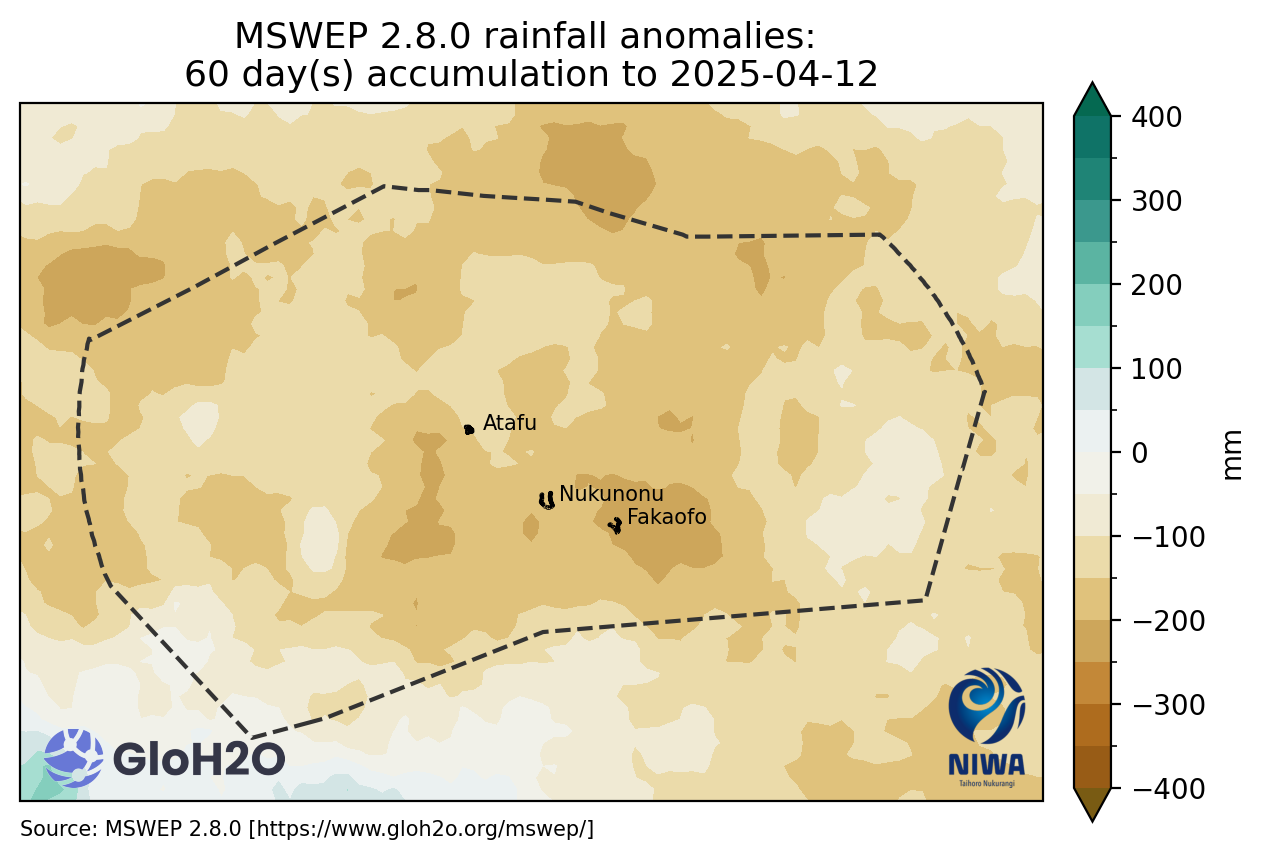 MSWEP 2.8.0 rainfall anomalies:
60 day(s) accumulation to 2025-04-12
400
300
200
100
0
−100
−200
−300
−400
mm
Atafu
Nukunonu
Fakaofo
GloH2O
NIWA
Taihoro Nukurangi
Source: MSWEP 2.8.0 [https://www.gloh2o.org/mswep/]